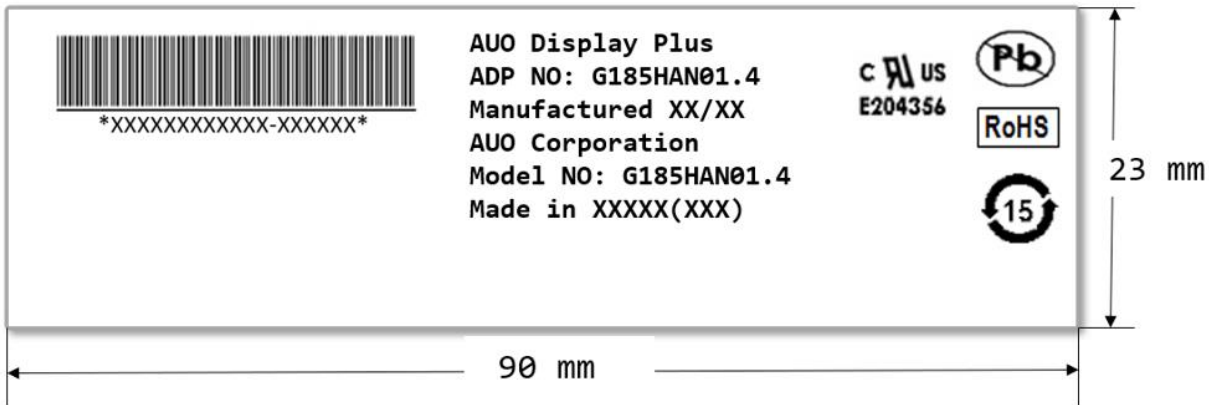 *XXXXXXXXXXXX-XXXXXX*
AUO Display Plus
ADP NO: G185HAN01.4
Manufactured XX/XX
AUO Corporation
Model NO: G185HAN01.4
Made in XXXXX(XXX)
C RU US
E204356
Pb
RoHS
15
23 mm
90 mm